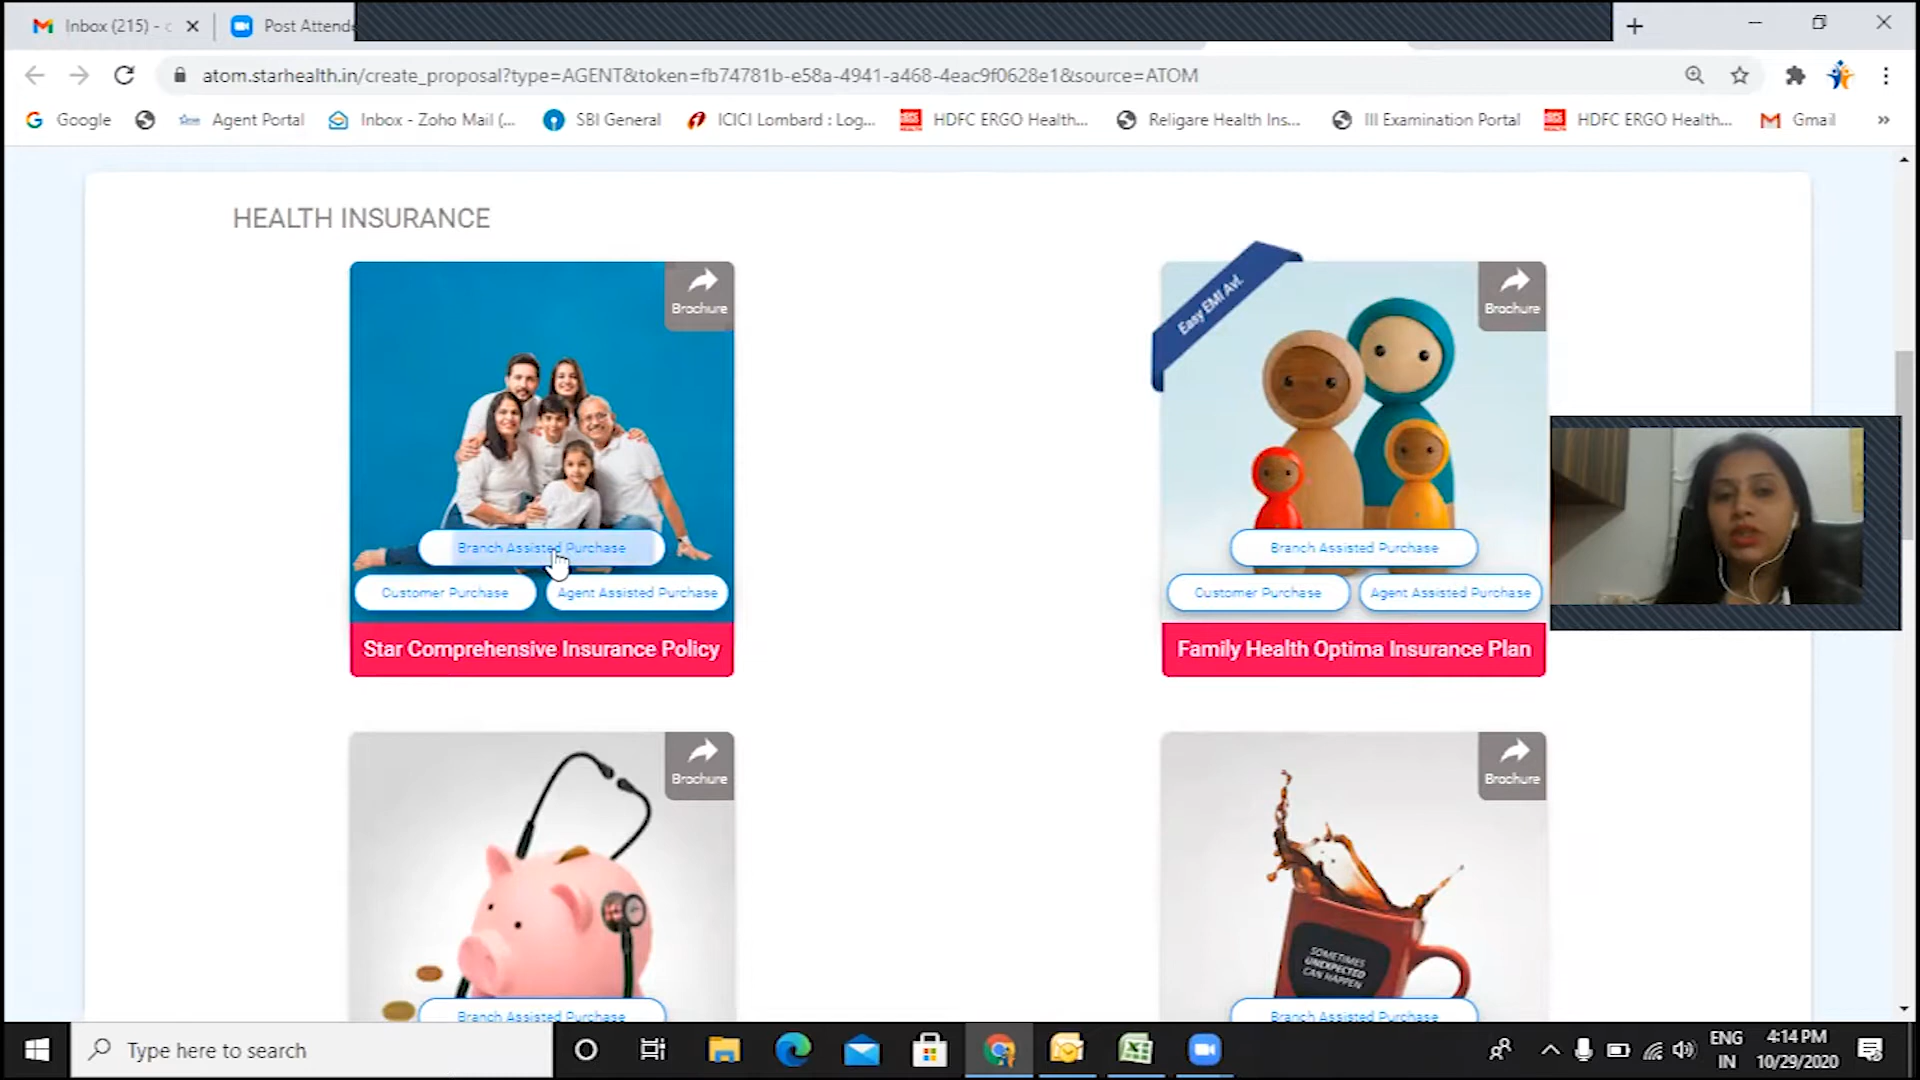 Inbox (215) - c
Post Attende
atom.starhealth.in/create_proposal?type=AGENT&token=fb74781b-e58a-4941-a468-4eac9f0628e1&source=ATOM
Google
Agent Portal
Inbox - Zoho Mail (...
SBI General
ICICI Lombard : Log...
HDFC ERGO Health...
Religare Health Ins...
III Examination Portal
HDFC ERGO Health...
Gmail
»
HEALTH INSURANCE
Brochure
Branch Assisted Purchase
Customer Purchase
Agent Assisted Purchase
Star Comprehensive Insurance Policy
Easy EMI Avl.
Brochure
Branch Assisted Purchase
Customer Purchase
Agent Assisted Purchase
Family Health Optima Insurance Plan
Brochure
Branch Assisted Purchase
Brochure
SOMETIMES
UNEXPECTED
CAN HAPPEN
Branch Assisted Purchase
Type here to search
ENG
IN
4:14 PM
10/29/2020